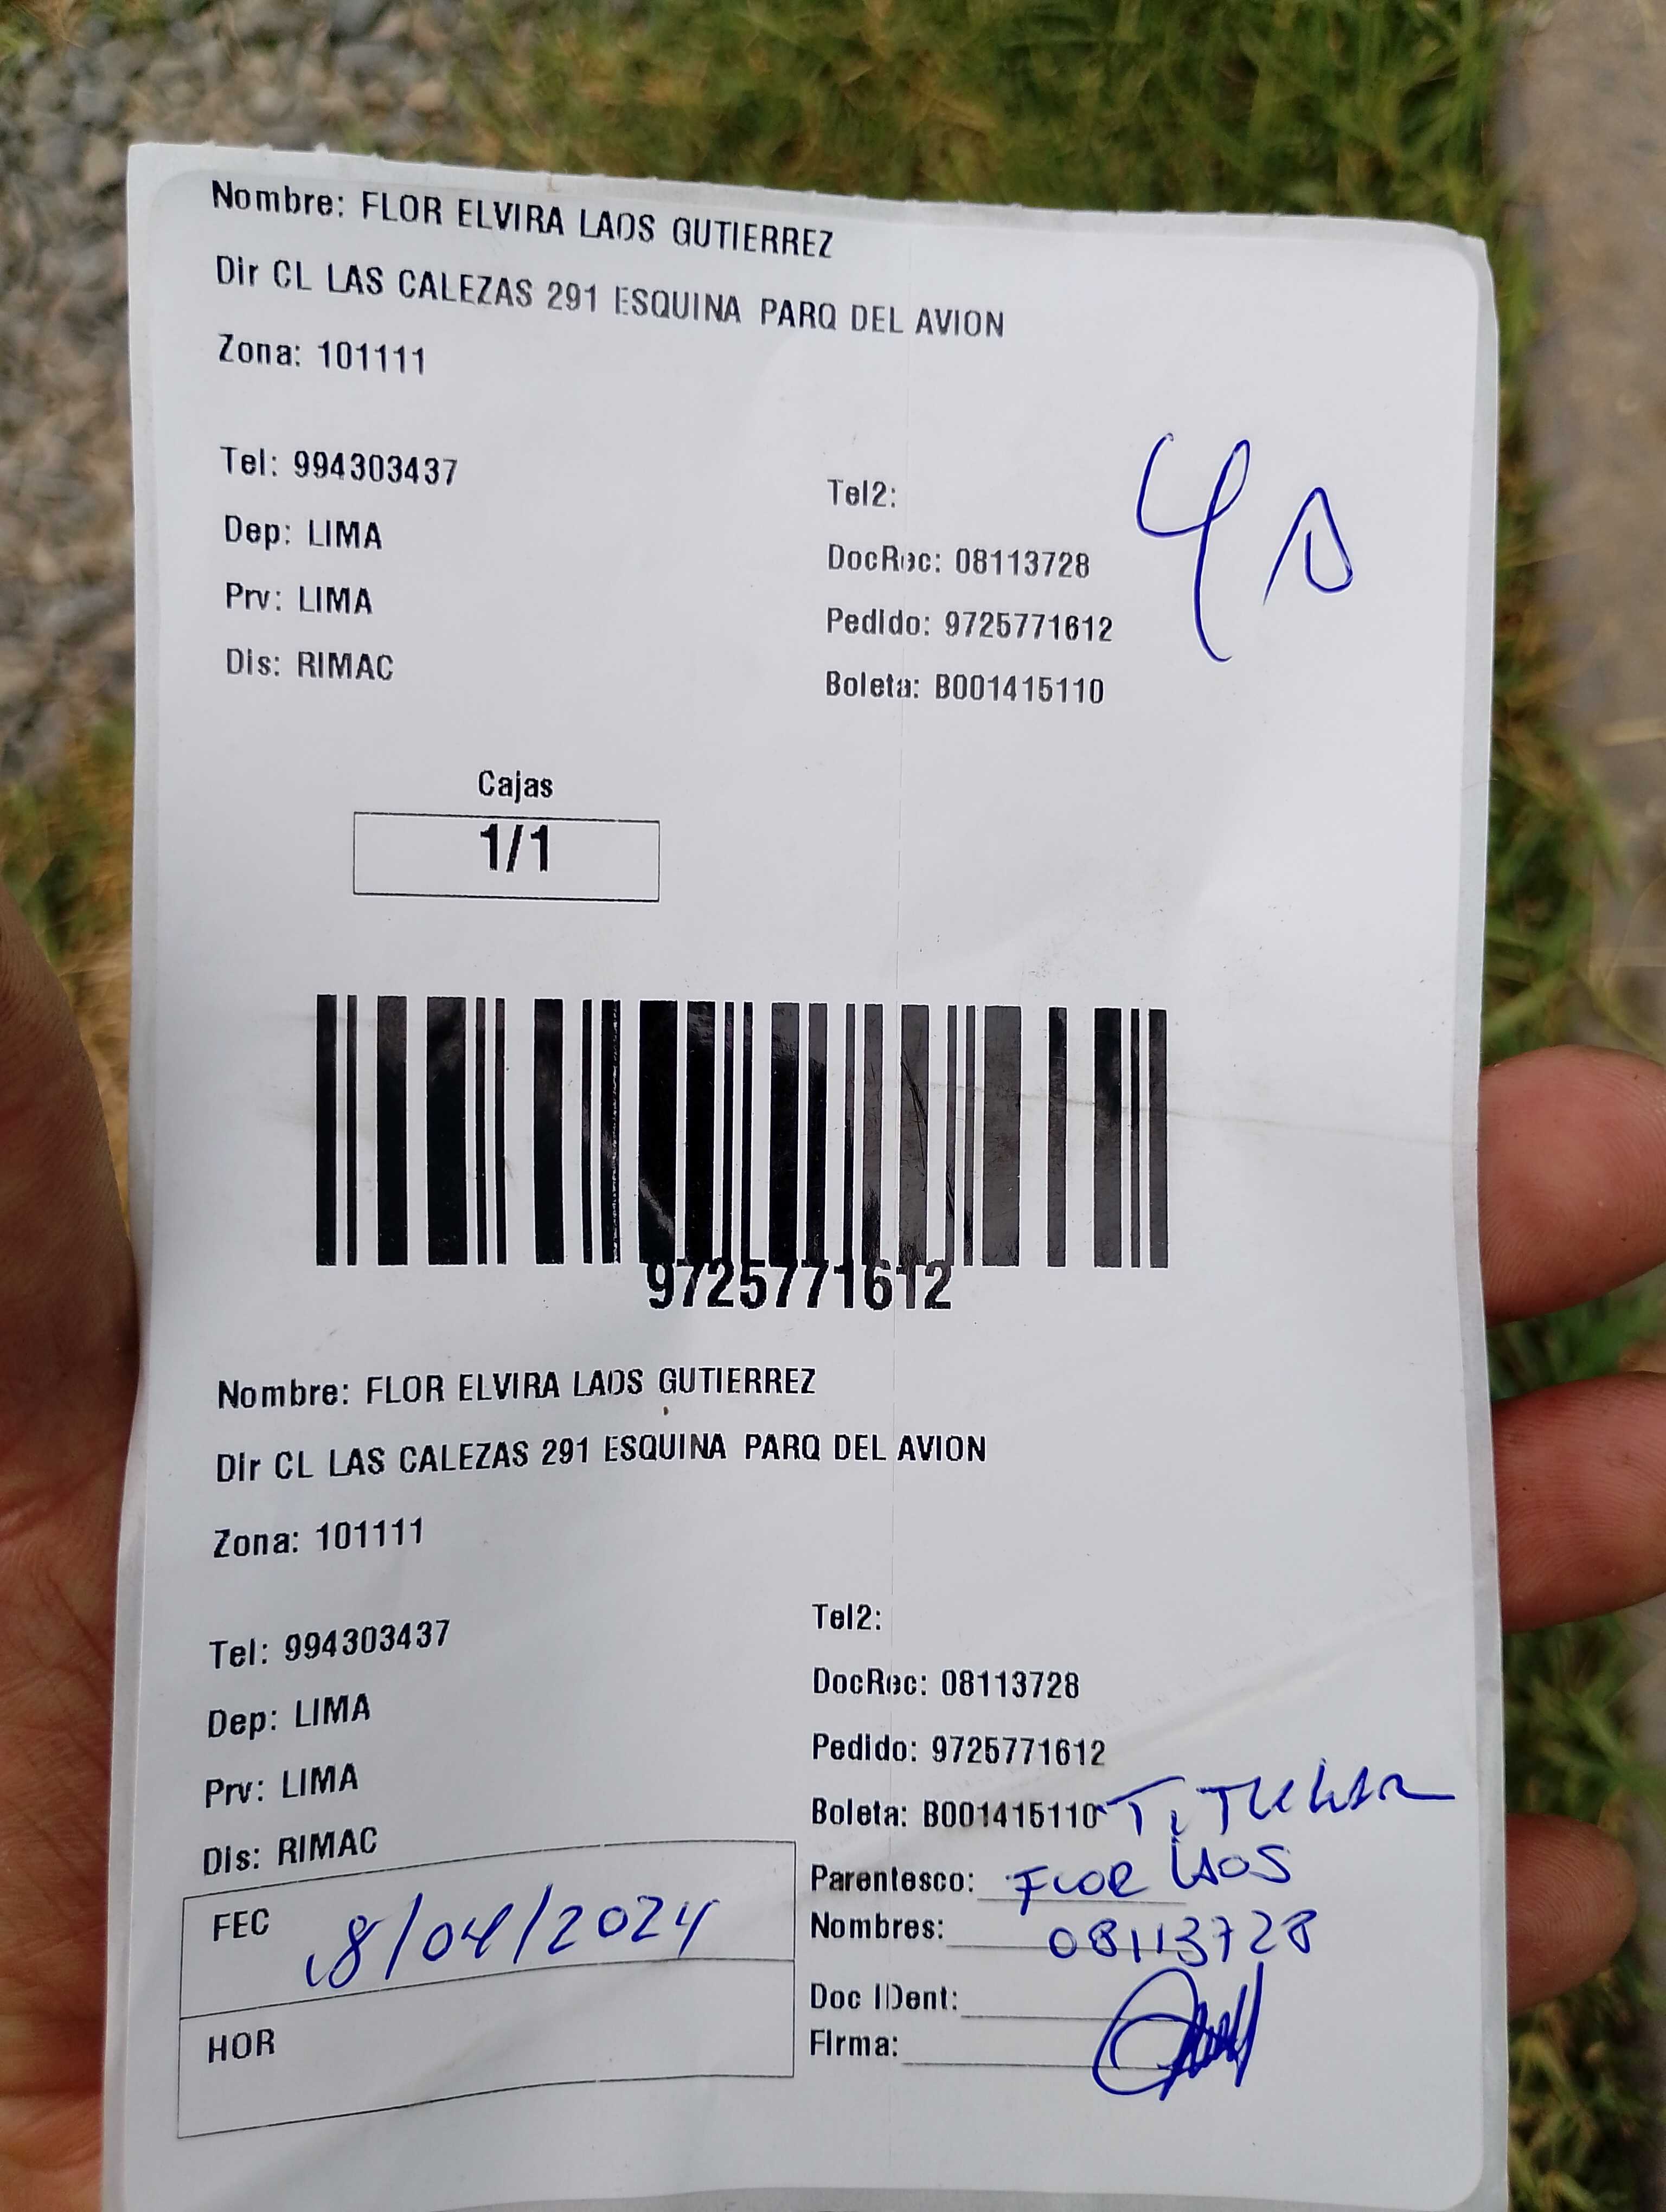 Nombre: FLOR ELVIRA LAOS GUTIERREZ
Dir CL LAS CALEZAS 291 ESQUINA PARQ DEL AVION
Zona: 101111
Tel: 994303437
Tel2:
Dep: LIMA
DocRec: 08113728
Prv: LIMA
Pedido: 9725771612
Dis: RIMAC
Boleta: B001415110
Cajas
1/1
9725771612
Nombre: FLOR ELVIRA LAOS GUTIERREZ
Dir CL LAS CALEZAS 291 ESQUINA PARQ DEL AVION
Zona: 101111
Tel: 994303437
Tel2:
Dep: LIMA
DocRec: 08113728
Prv: LIMA
Pedido: 9725771612
Dis: RIMAC
Boleta: B001415110 TITULAR
Parentesco: FLOR LAOS
Nombres: 08113728
Doc IDent:
Firma:
FEC 18/04/2024
HOR